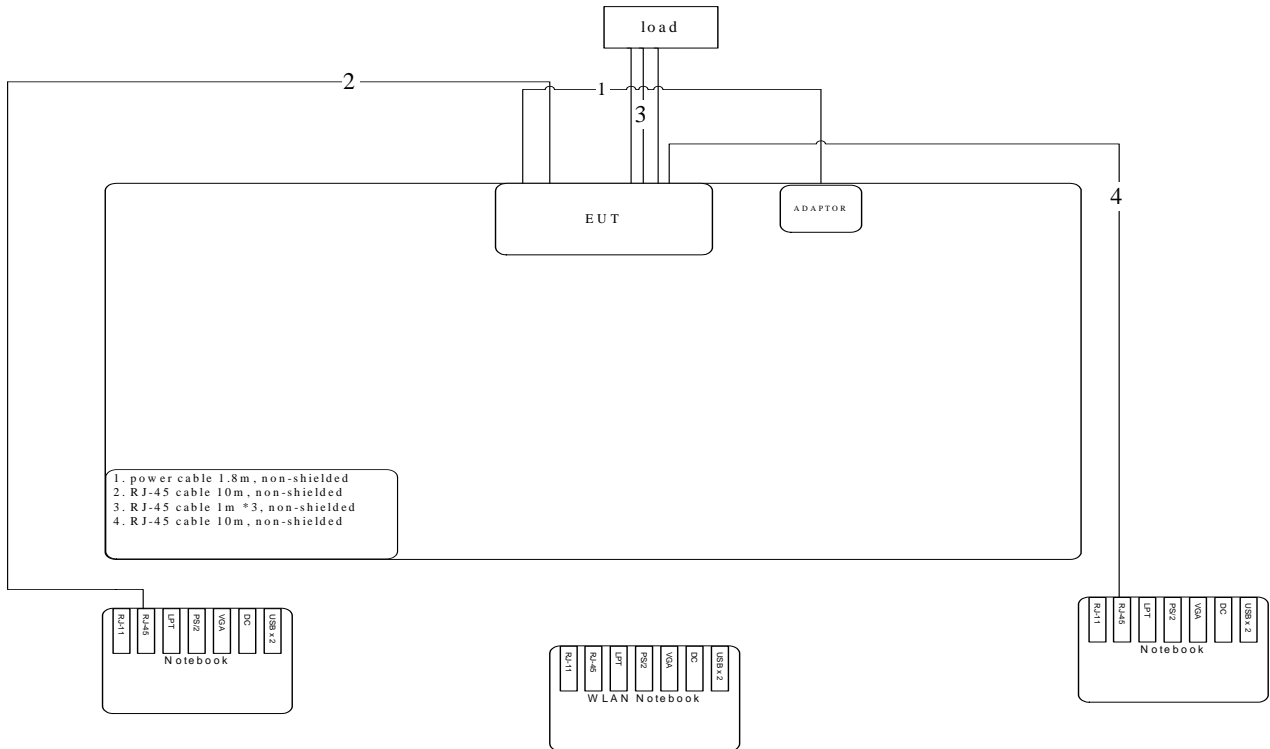 load
2
1
3
4
EUT
ADAPTOR
1. power cable 1.8m, non-shielded
2. RJ-45 cable 10m, non-shielded
3. RJ-45 cable 1m *3, non-shielded
4. RJ-45 cable 10m, non-shielded
RJ-11
RJ-45
LPT
PS/2
VGA
DC
USB x 2
Notebook
RJ-11
RJ-45
LPT
PS/2
VGA
DC
USB x 2
WLAN Notebook
RJ-11
RJ-45
LPT
PS/2
VGA
DC
USB x 2
Notebook